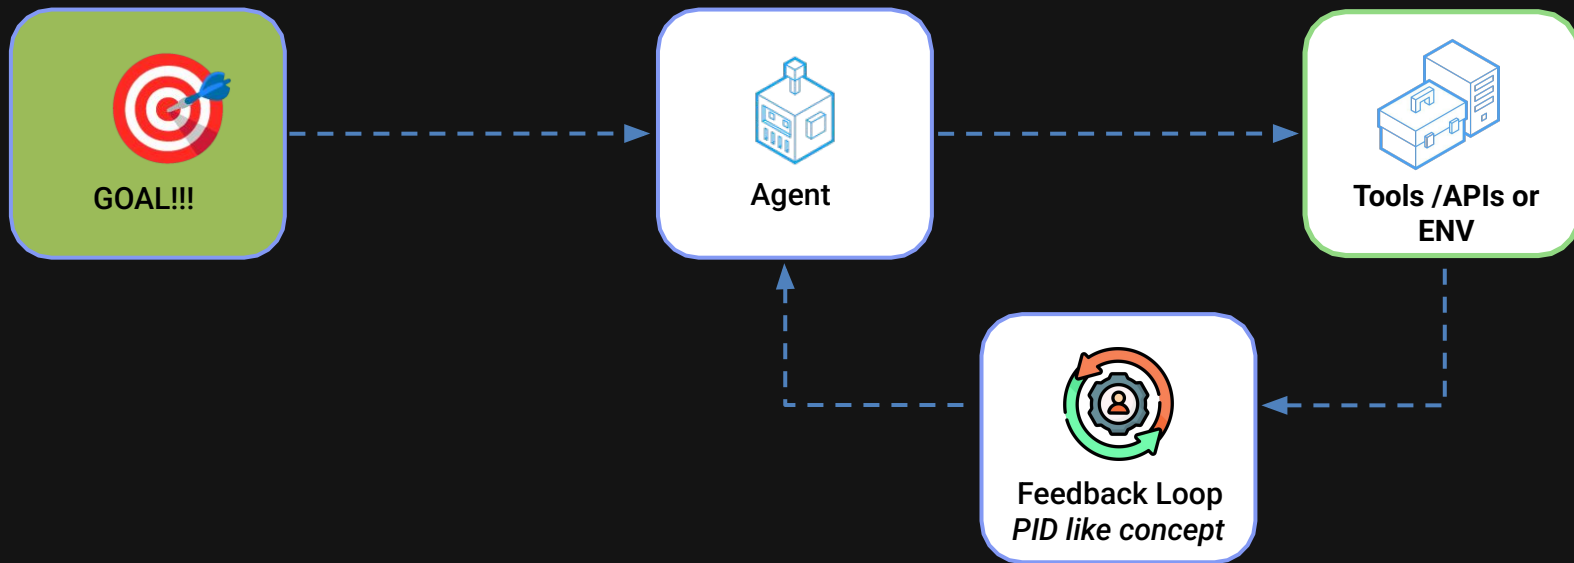 GOAL!!!
Agent
Tools /APIs or
ENV
Feedback Loop
PID like concept